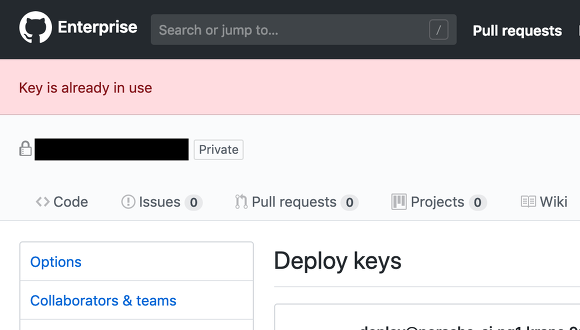 Enterprise
Search or jump to...
/
Pull requests
Key is already in use
Private
Code
Issues 0
Pull requests 0
Projects 0
Wiki
Options
Deploy keys
Collaborators & teams